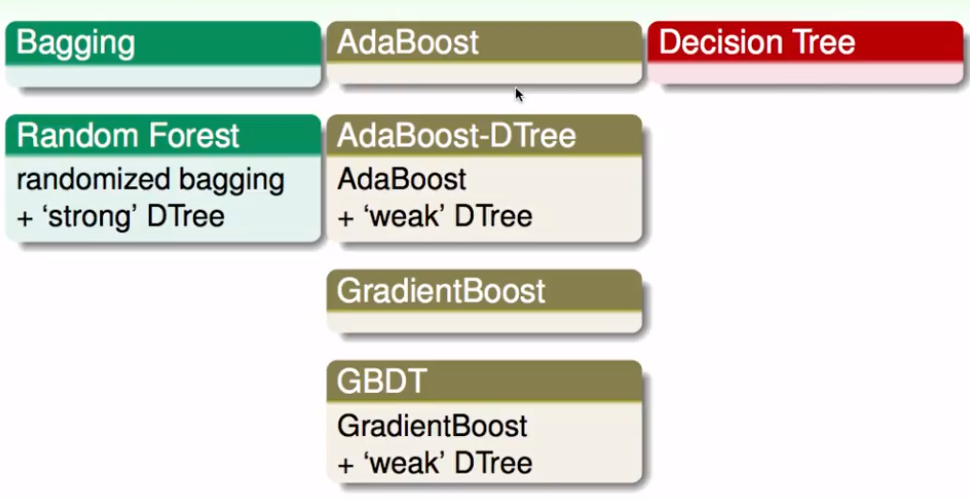 Bagging
AdaBoost
Decision Tree
Random Forest
randomized bagging
+ ‘strong’ DTree
AdaBoost-DTree
AdaBoost
+ ‘weak’ DTree
GradientBoost
GBDT
GradientBoost
+ ‘weak’ DTree